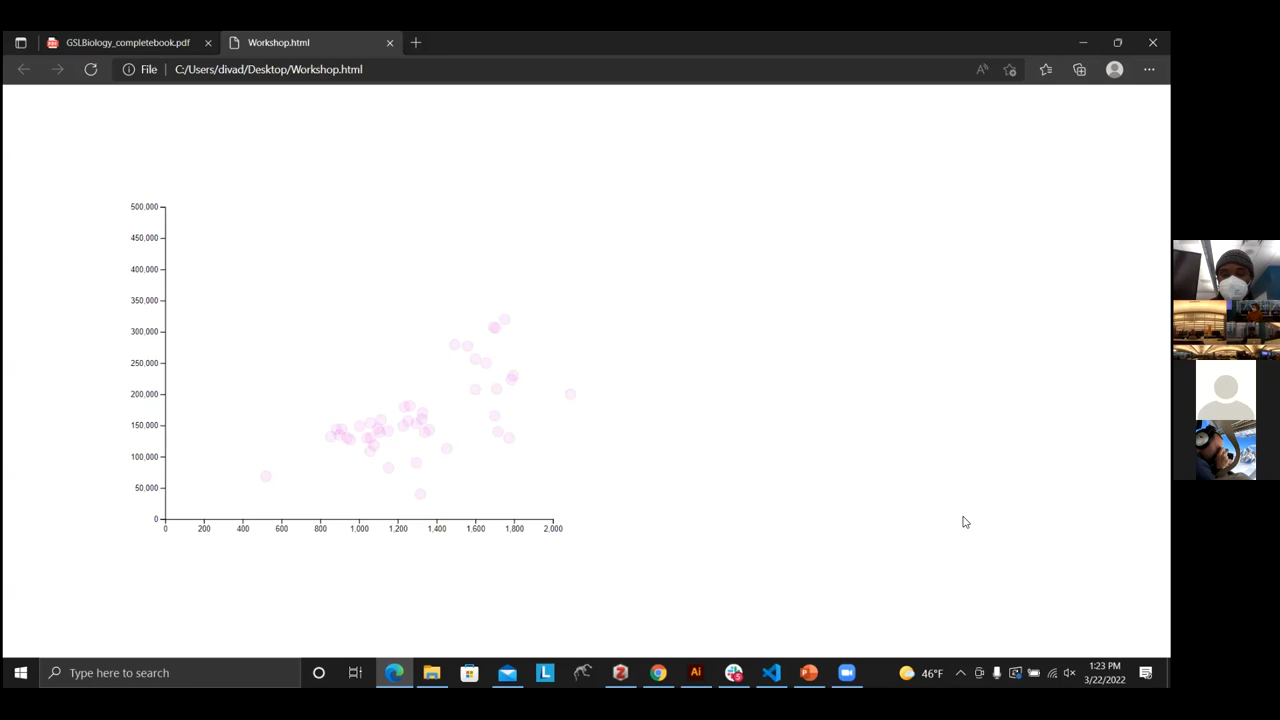 GSLBiology_completebook.pdf
Workshop.html
File
C:/Users/divad/Desktop/Workshop.html
500,000
450,000
400,000
350,000
300,000
250,000
200,000
150,000
100,000
50,000
0
0 200 400 600 800 1,000 1,200 1,400 1,600 1,800 2,000
Type here to search
L
Z
Ai
P
46°F
1:23 PM
3/22/2022